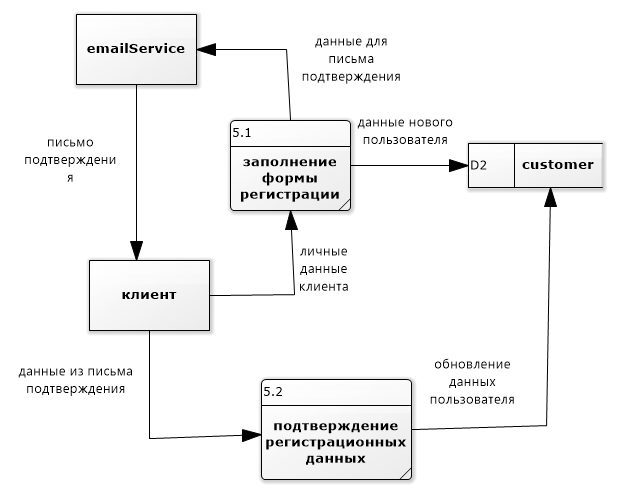 emailService
данные для
письма
подтверждения
5.1
заполнение
формы
регистрации
данные нового
пользователя
D2
customer
письмо
подтверждени
я
личные
данные
клиента
клиент
данные из письма
подтверждения
5.2
подтверждение
регистрационных
данных
обновление
данных
пользователя